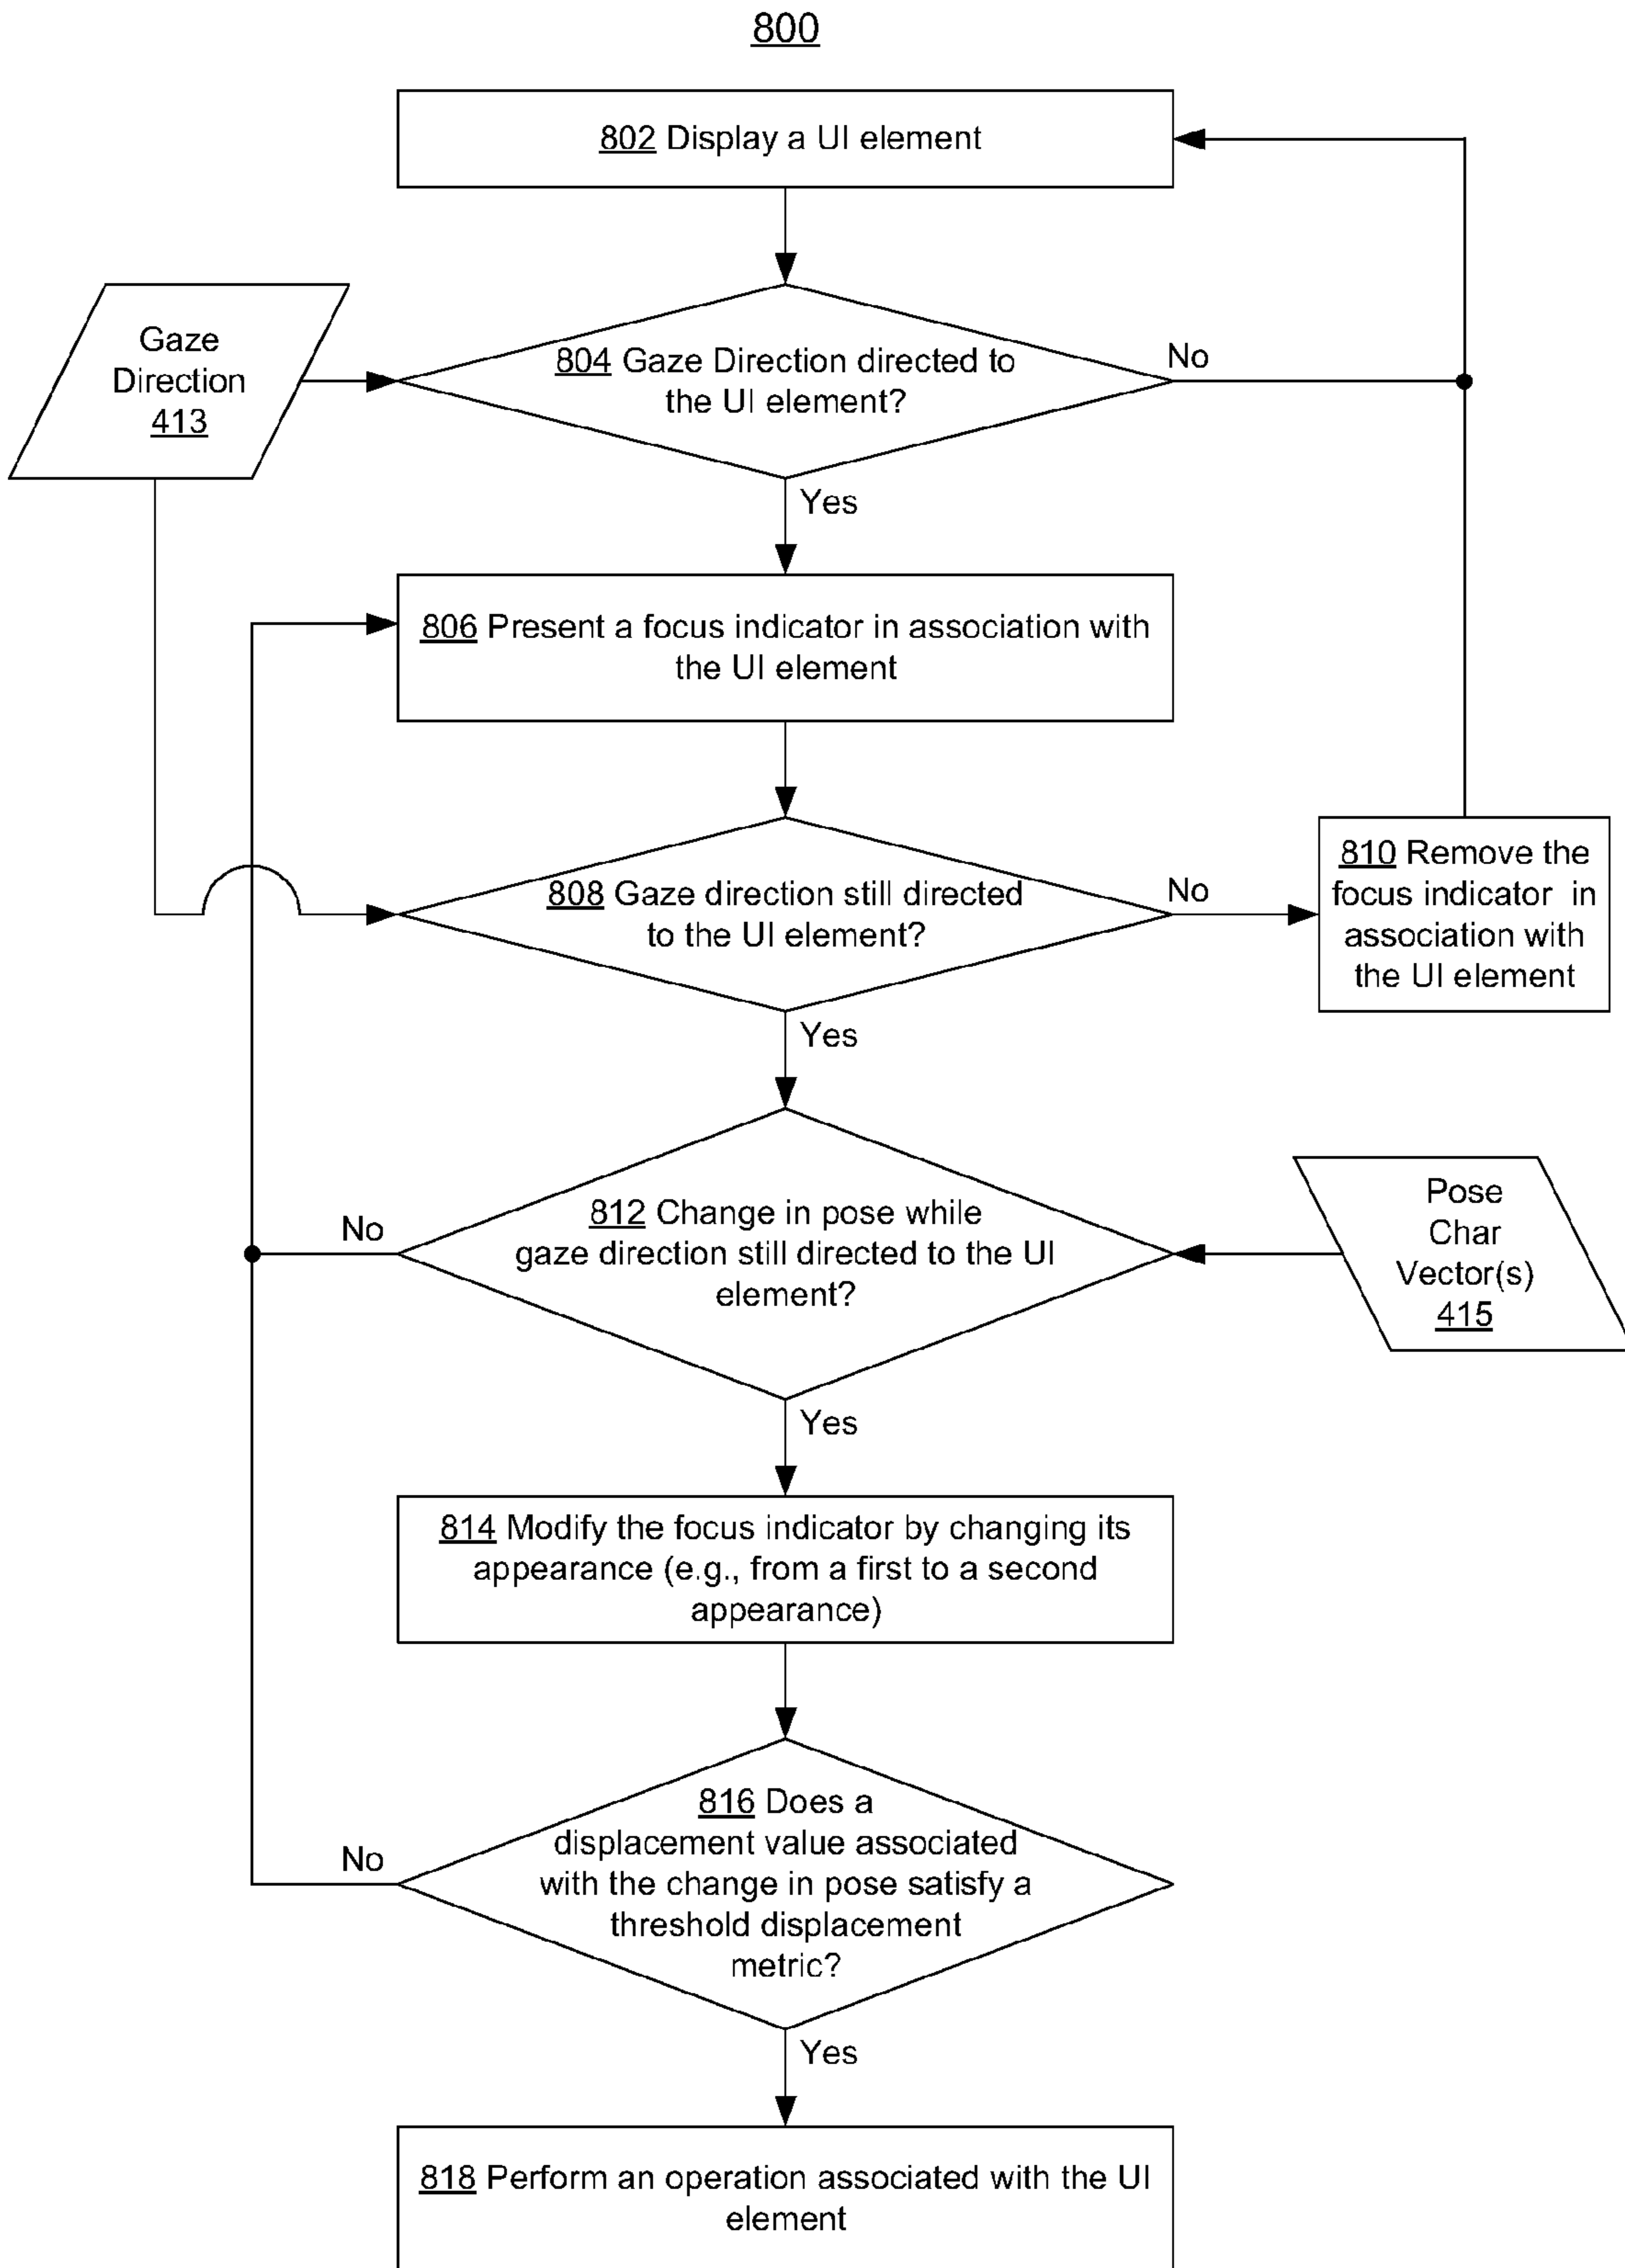 800
802 Display a UI element
Gaze
Direction
413
804 Gaze Direction directed to
the UI element?
No
Yes
806 Present a focus indicator in association with
the UI element
808 Gaze direction still directed
to the UI element?
No
810 Remove the
focus indicator in
association with
the UI element
Yes
812 Change in pose while
gaze direction still directed to the UI
element?
No
Pose
Char
Vector(s)
415
Yes
814 Modify the focus indicator by changing its
appearance (e.g., from a first to a second
appearance)
816 Does a
displacement value associated
with the change in pose satisfy a
threshold displacement
metric?
No
Yes
818 Perform an operation associated with the UI
element